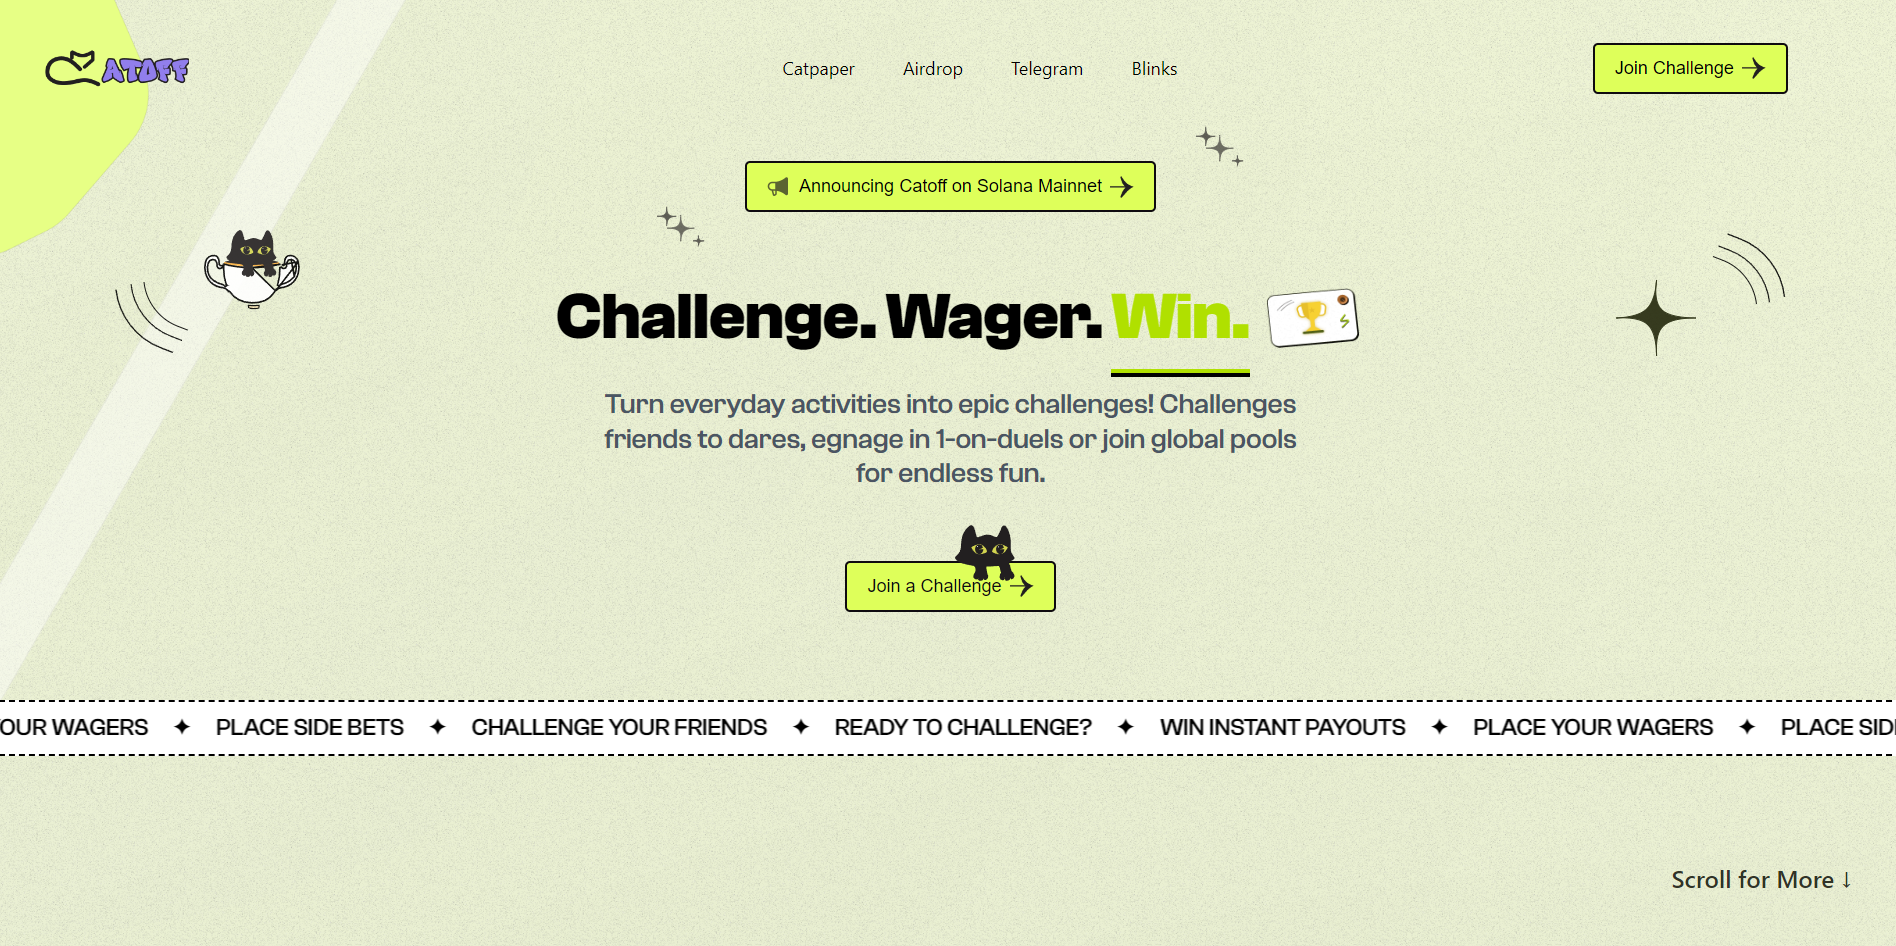 CATOFF
Catpaper
Airdrop
Telegram
Blinks
Join Challenge
Announcing Catoff on Solana Mainnet
Challenge. Wager. Win.
Turn everyday activities into epic challenges! Challenges
friends to dares, egnage in 1-on-duels or join global pools
for endless fun.
Join a Challenge
OUR WAGERS ✦ PLACE SIDE BETS ✦ CHALLENGE YOUR FRIENDS ✦ READY TO CHALLENGE? ✦ WIN INSTANT PAYOUTS ✦ PLACE YOUR WAGERS ✦ PLACE SID
Scroll for More ↓